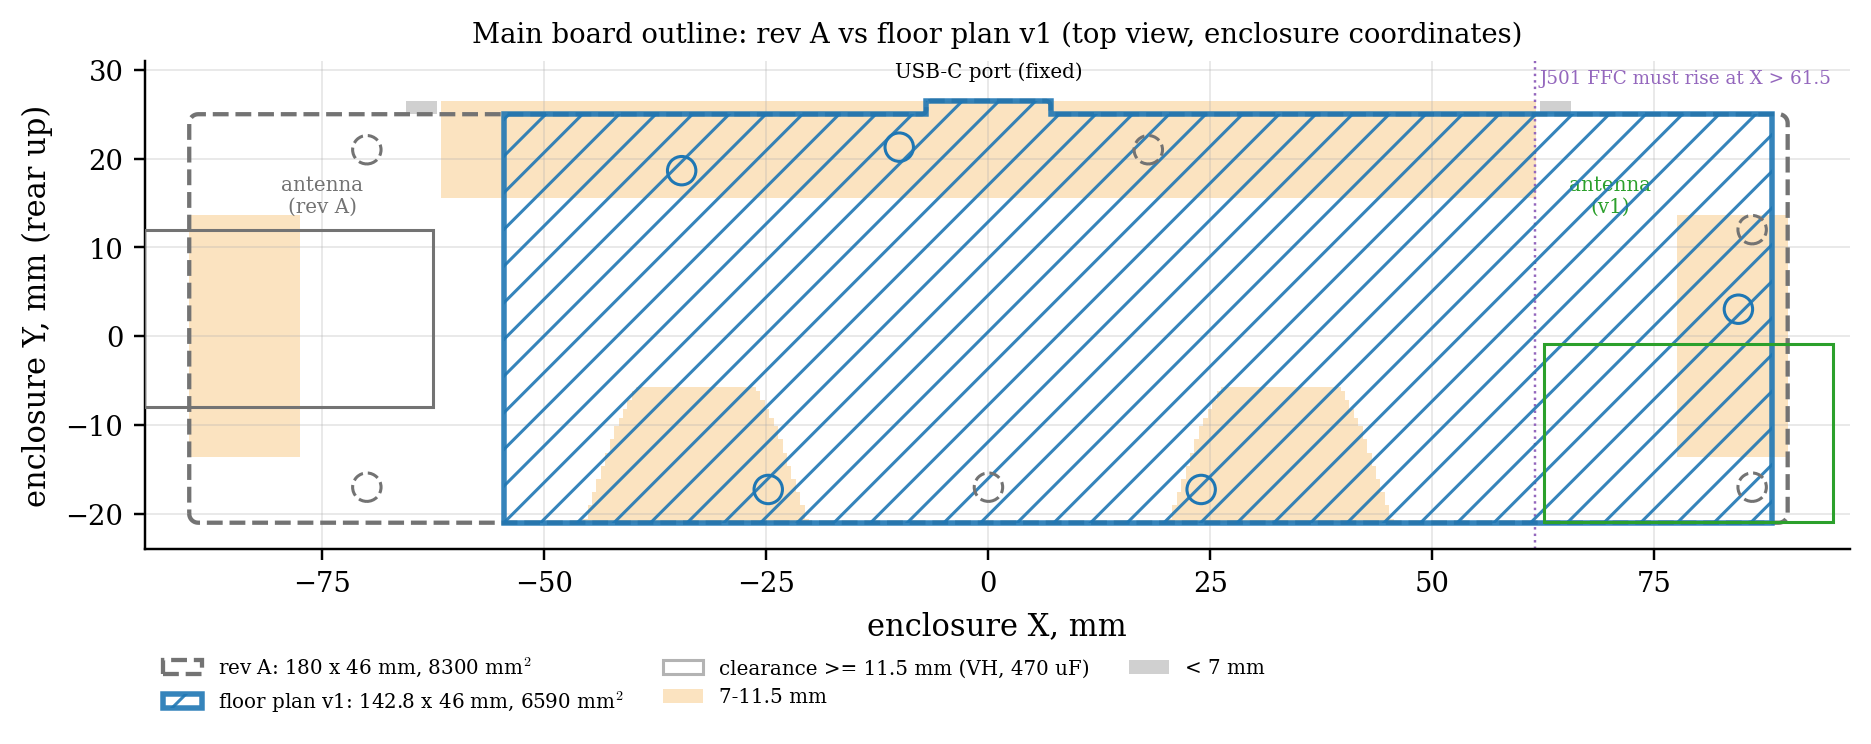 Main board outline: rev A vs floor plan v1 (top view, enclosure coordinates)
USB-C port (fixed)
J501 FFC must rise at X > 61.5
30
20
10
0
−10
−20
enclosure Y, mm (rear up)
antenna
(rev A)
antenna
(v1)
−75
−50
−25
0
25
50
75
enclosure X, mm
rev A: 180 x 46 mm, 8300 mm²
floor plan v1: 142.8 x 46 mm, 6590 mm²
clearance >= 11.5 mm (VH, 470 uF)
7-11.5 mm
< 7 mm